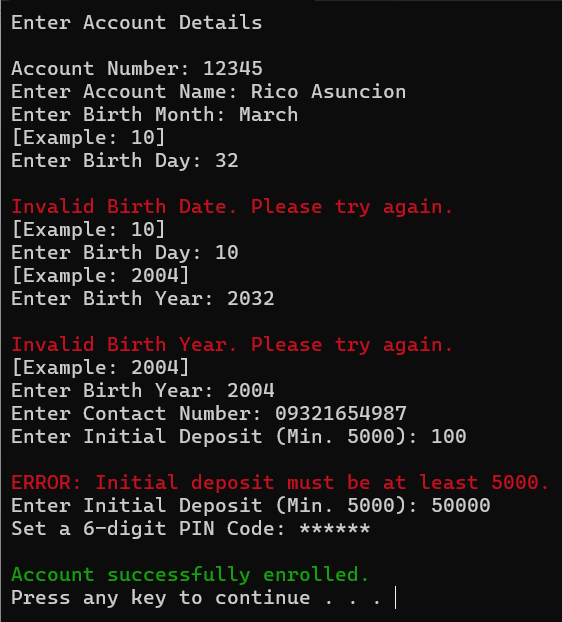 Enter Account Details
Account Number: 12345
Enter Account Name: Rico Asuncion
Enter Birth Month: March
[Example: 10]
Enter Birth Day: 32
Invalid Birth Date. Please try again.
[Example: 10]
Enter Birth Day: 10
[Example: 2004]
Enter Birth Year: 2032
Invalid Birth Year. Please try again.
[Example: 2004]
Enter Birth Year: 2004
Enter Contact Number: 09321654987
Enter Initial Deposit (Min. 5000): 100
ERROR: Initial deposit must be at least 5000.
Enter Initial Deposit (Min. 5000): 50000
Set a 6-digit PIN Code: ******
Account successfully enrolled.
Press any key to continue . . .